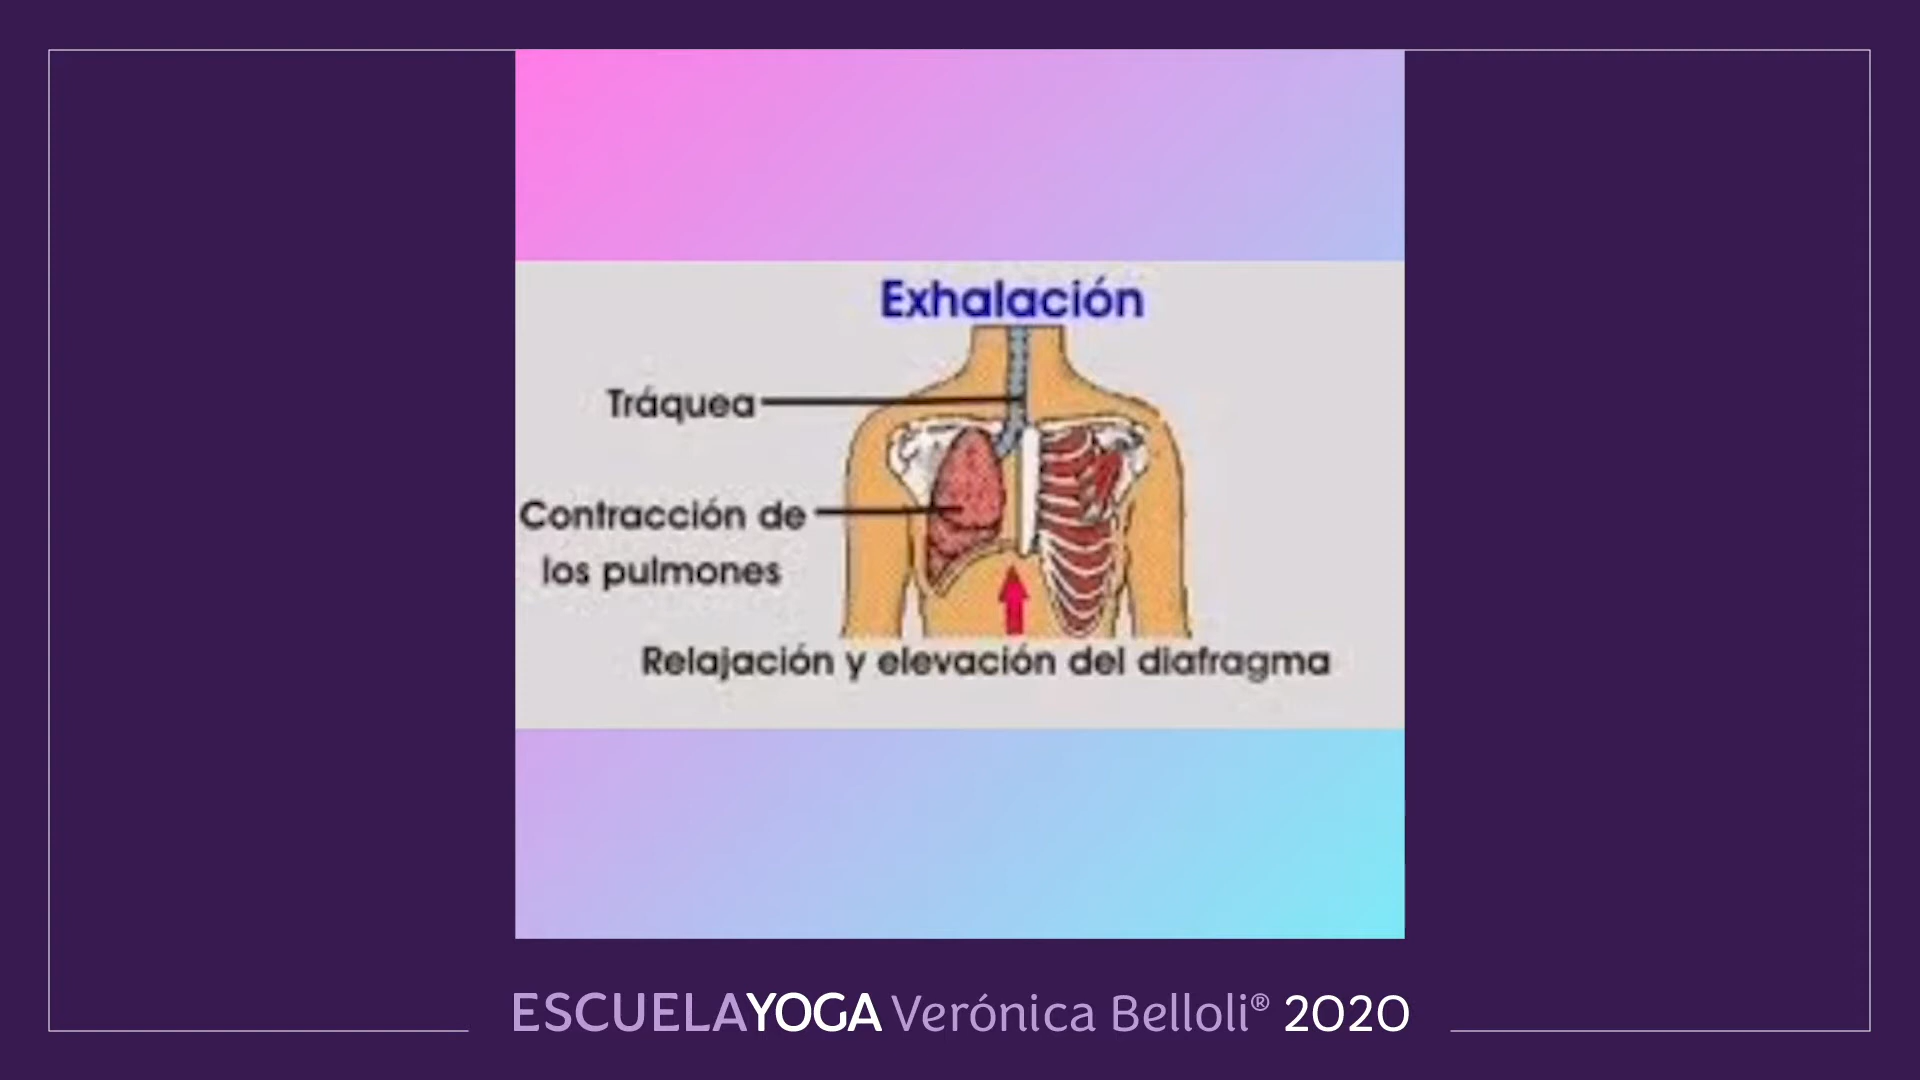 Exhalación
Tráquea
Contracción de
los pulmones
Relajación y elevación del diafragma
ESCUELAYOGA Verónica Belloli® 2020